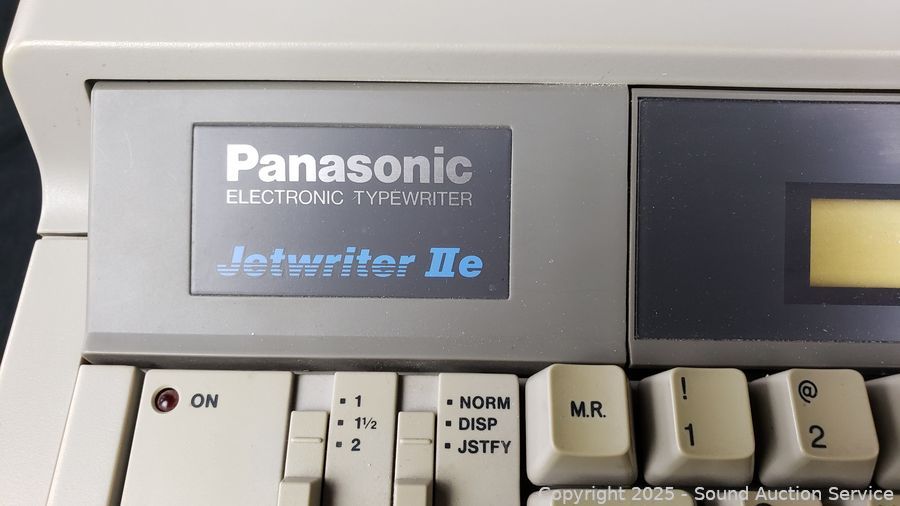 Panasonic
ELECTRONIC TYPEWRITER
Jetwriter IIe
ON
1
1½
2
NORM
DISP
JSTFY
M.R.
!
1
@
2
Copyright 2025 - Sound Auction Service